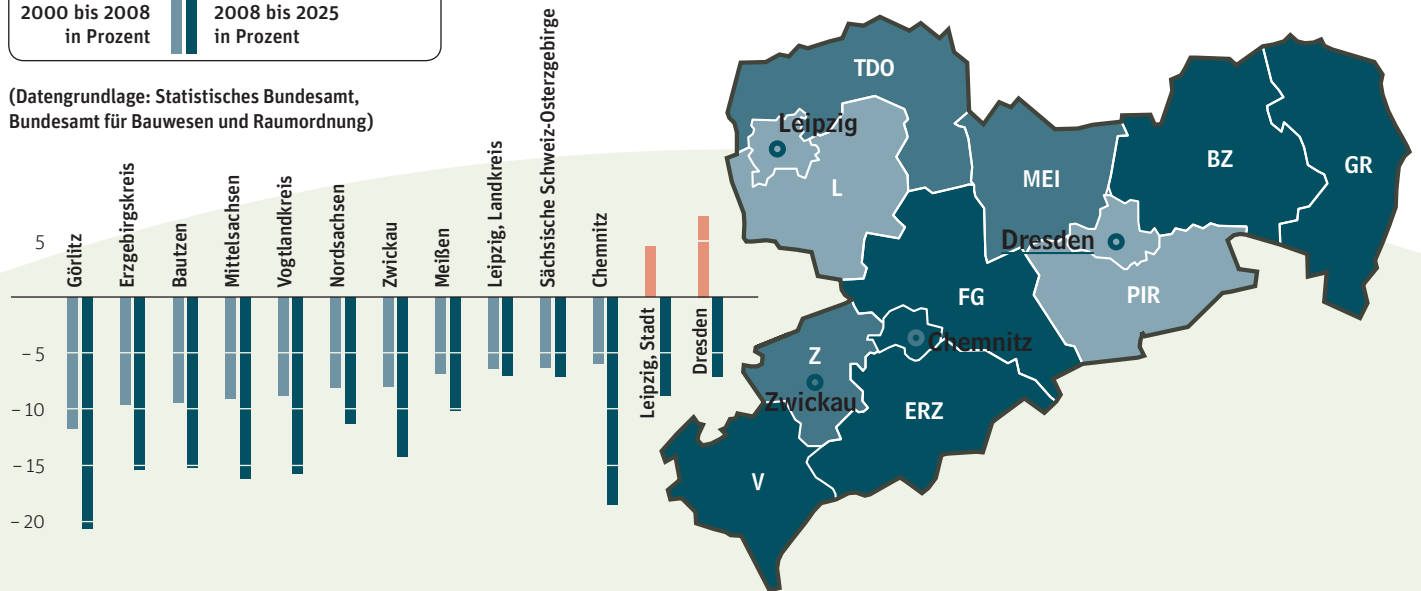 2000 bis 2008
in Prozent
2008 bis 2025
in Prozent
(Datengrundlage: Statistisches Bundesamt,
Bundesamt für Bauwesen und Raumordnung)
5
– 5
– 10
– 15
– 20
Görlitz
Erzgebirgskreis
Bautzen
Mittelsachsen
Vogtlandkreis
Nordsachsen
Zwickau
Meißen
Leipzig, Landkreis
Sächsische Schweiz-Osterzgebirge
Chemnitz
Leipzig, Stadt
Dresden
TDO
Leipzig
L
MEI
BZ
GR
Dresden
PIR
FG
Chemnitz
Z
Zwickau
ERZ
V